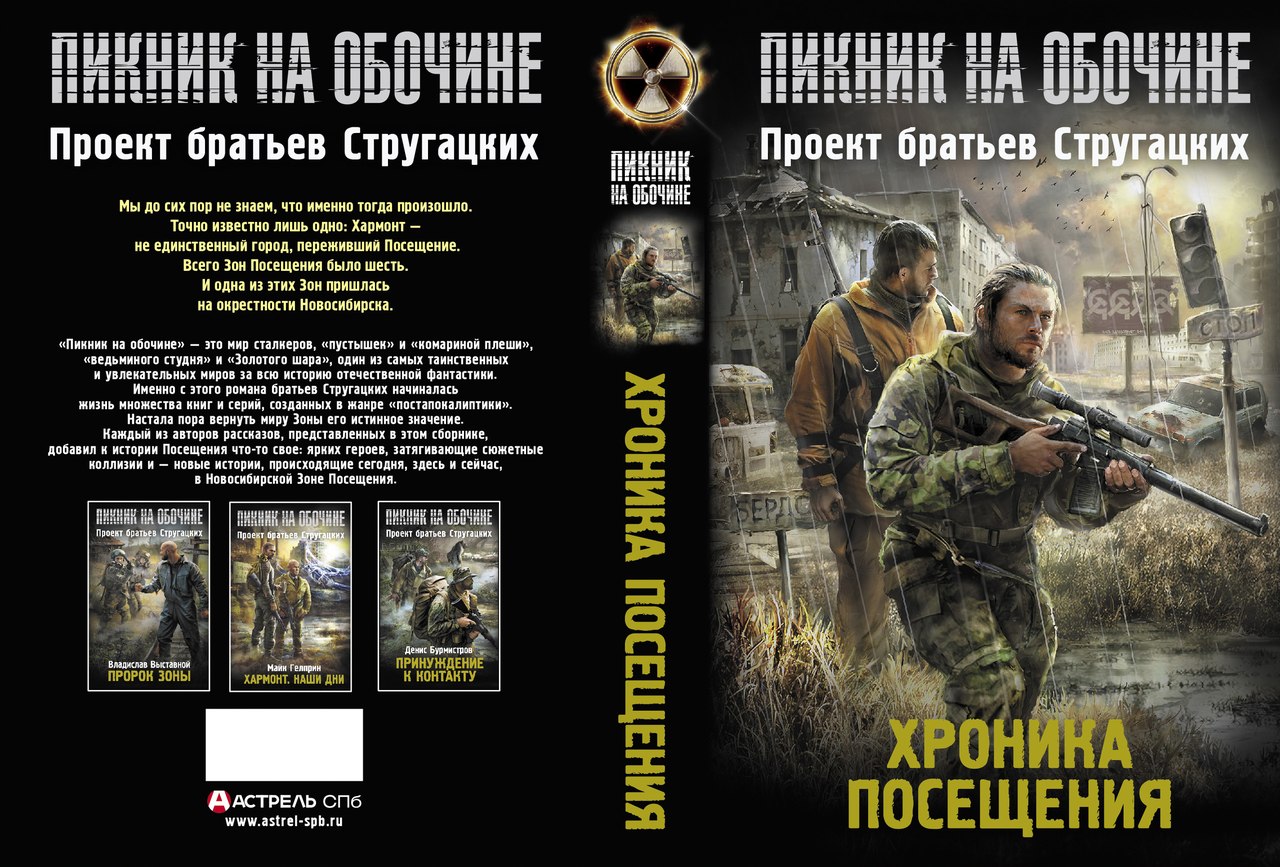 ПИКНИК НА ОБОЧИНЕ
Проект братьев Стругацких
Мы до сих пор не знаем, что именно тогда произошло.
Точно известно лишь одно: Хармонт —
не единственный город, переживший Посещение.
Всего Зон Посещения было шесть.
И одна из этих Зон пришлась
на окрестности Новосибирска.
«Пикник на обочине» — это мир сталкеров, «пустышек» и «комариной плеши»,
«ведьминого студня» и «Золотого шара», один из самых таинственных
и увлекательных миров за всю историю отечественной фантастики.
Именно с этого романа братьев Стругацких начиналась
жизнь множества книг и серий, созданных в жанре «постапокалиптики».
Настала пора вернуть миру Зоны его истинное значение.
Каждый из авторов рассказов, представленных в этом сборнике,
добавил к истории Посещения что-то свое: ярких героев, затягивающие сюжетные
коллизии и — новые истории, происходящие сегодня, здесь и сейчас,
в Новосибирской Зоне Посещения.
ПИКНИК НА ОБОЧИНЕ
Проект братьев Стругацких
Владислав Выставной
ПРОРОК ЗОНЫ
ПИКНИК НА ОБОЧИНЕ
Проект братьев Стругацких
Майк Гелприн
ХАРМОНТ. НАШИ ДНИ
ПИКНИК НА ОБОЧИНЕ
Проект братьев Стругацких
Денис Бурмистров
ПРИНУЖДЕНИЕ
К КОНТАКТУ
АСТРЕЛЬ СПб
www.astrel-spb.ru
ПИКНИК
НА ОБОЧИНЕ
ХРОНИКА ПОСЕЩЕНИЯ
ПИКНИК НА ОБОЧИНЕ
Проект братьев Стругацких
СТОП
БЕРДС
ХРОНИКА
ПОСЕЩЕНИЯ